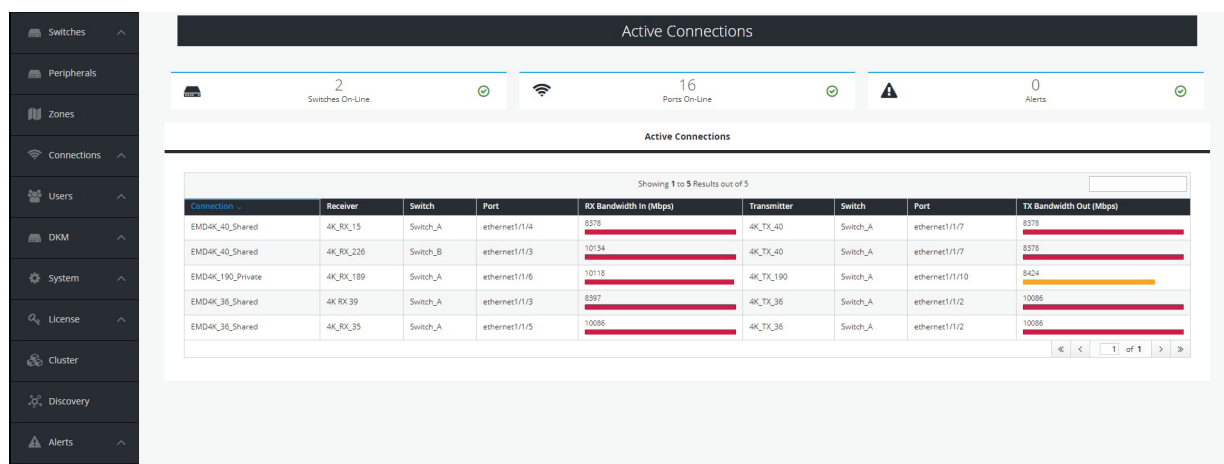 Active Connections
Switches
Peripherals
Zones
Connections
Users
DKM
System
License
Cluster
Discovery
Alerts
2
Switches On-Line
16
Ports On-Line
0
Alerts
Active Connections
Showing 1 to 5 Results out of 5
Connection Receiver Switch Port RX Bandwidth In (Mbps) Transmitter Switch Port TX Bandwidth Out (Mbps)
EMD4K_40_Shared 4K_RX_15 Switch_A ethernet1/1/4 8378 4K_TX_40 Switch_A ethernet1/1/7 8378
EMD4K_40_Shared 4K_RX_226 Switch_B ethernet1/1/3 10134 4K_TX_40 Switch_A ethernet1/1/7 8378
EMD4K_190_Private 4K_RX_189 Switch_A ethernet1/1/6 10118 4K_TX_190 Switch_A ethernet1/1/10 8424
EMD4K_36_Shared 4K RX 39 Switch_A ethernet1/1/3 8397 4K_TX_36 Switch_A ethernet1/1/2 10086
EMD4K_36_Shared 4K_RX_35 Switch_A ethernet1/1/5 10086 4K_TX_36 Switch_A ethernet1/1/2 10086
« < 1 of 1 > »